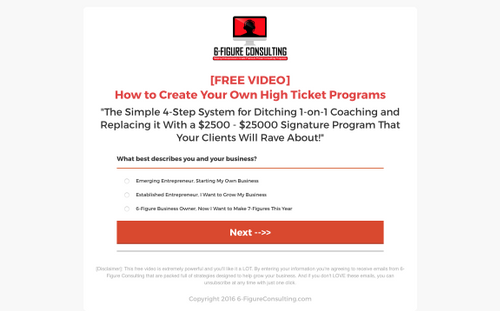 6-FIGURE CONSULTING
[FREE VIDEO]
How to Create Your Own High Ticket Programs
"The Simple 4-Step System for Ditching 1-on-1 Coaching and
Replacing it With a $2500 - $25000 Signature Program That
Your Clients Will Rave About!"
What best describes you and your business?
Emerging Entrepreneur, Starting My Own Business
Established Entrepreneur, I Want to Grow My Business
6-Figure Business Owner, Now I Want to Make 7-Figures This Year
Next -->>
[Disclaimer]: This free video is extremely powerful and you'll like it a LOT. By entering your information you're agreeing to receive emails from 6-
Figure Consulting that are packed full of strategies designed to help grow your business. And if you don't LOVE these emails, you can
unsubscribe at any time with just one click.
Copyright 2016 6-FigureConsulting.com